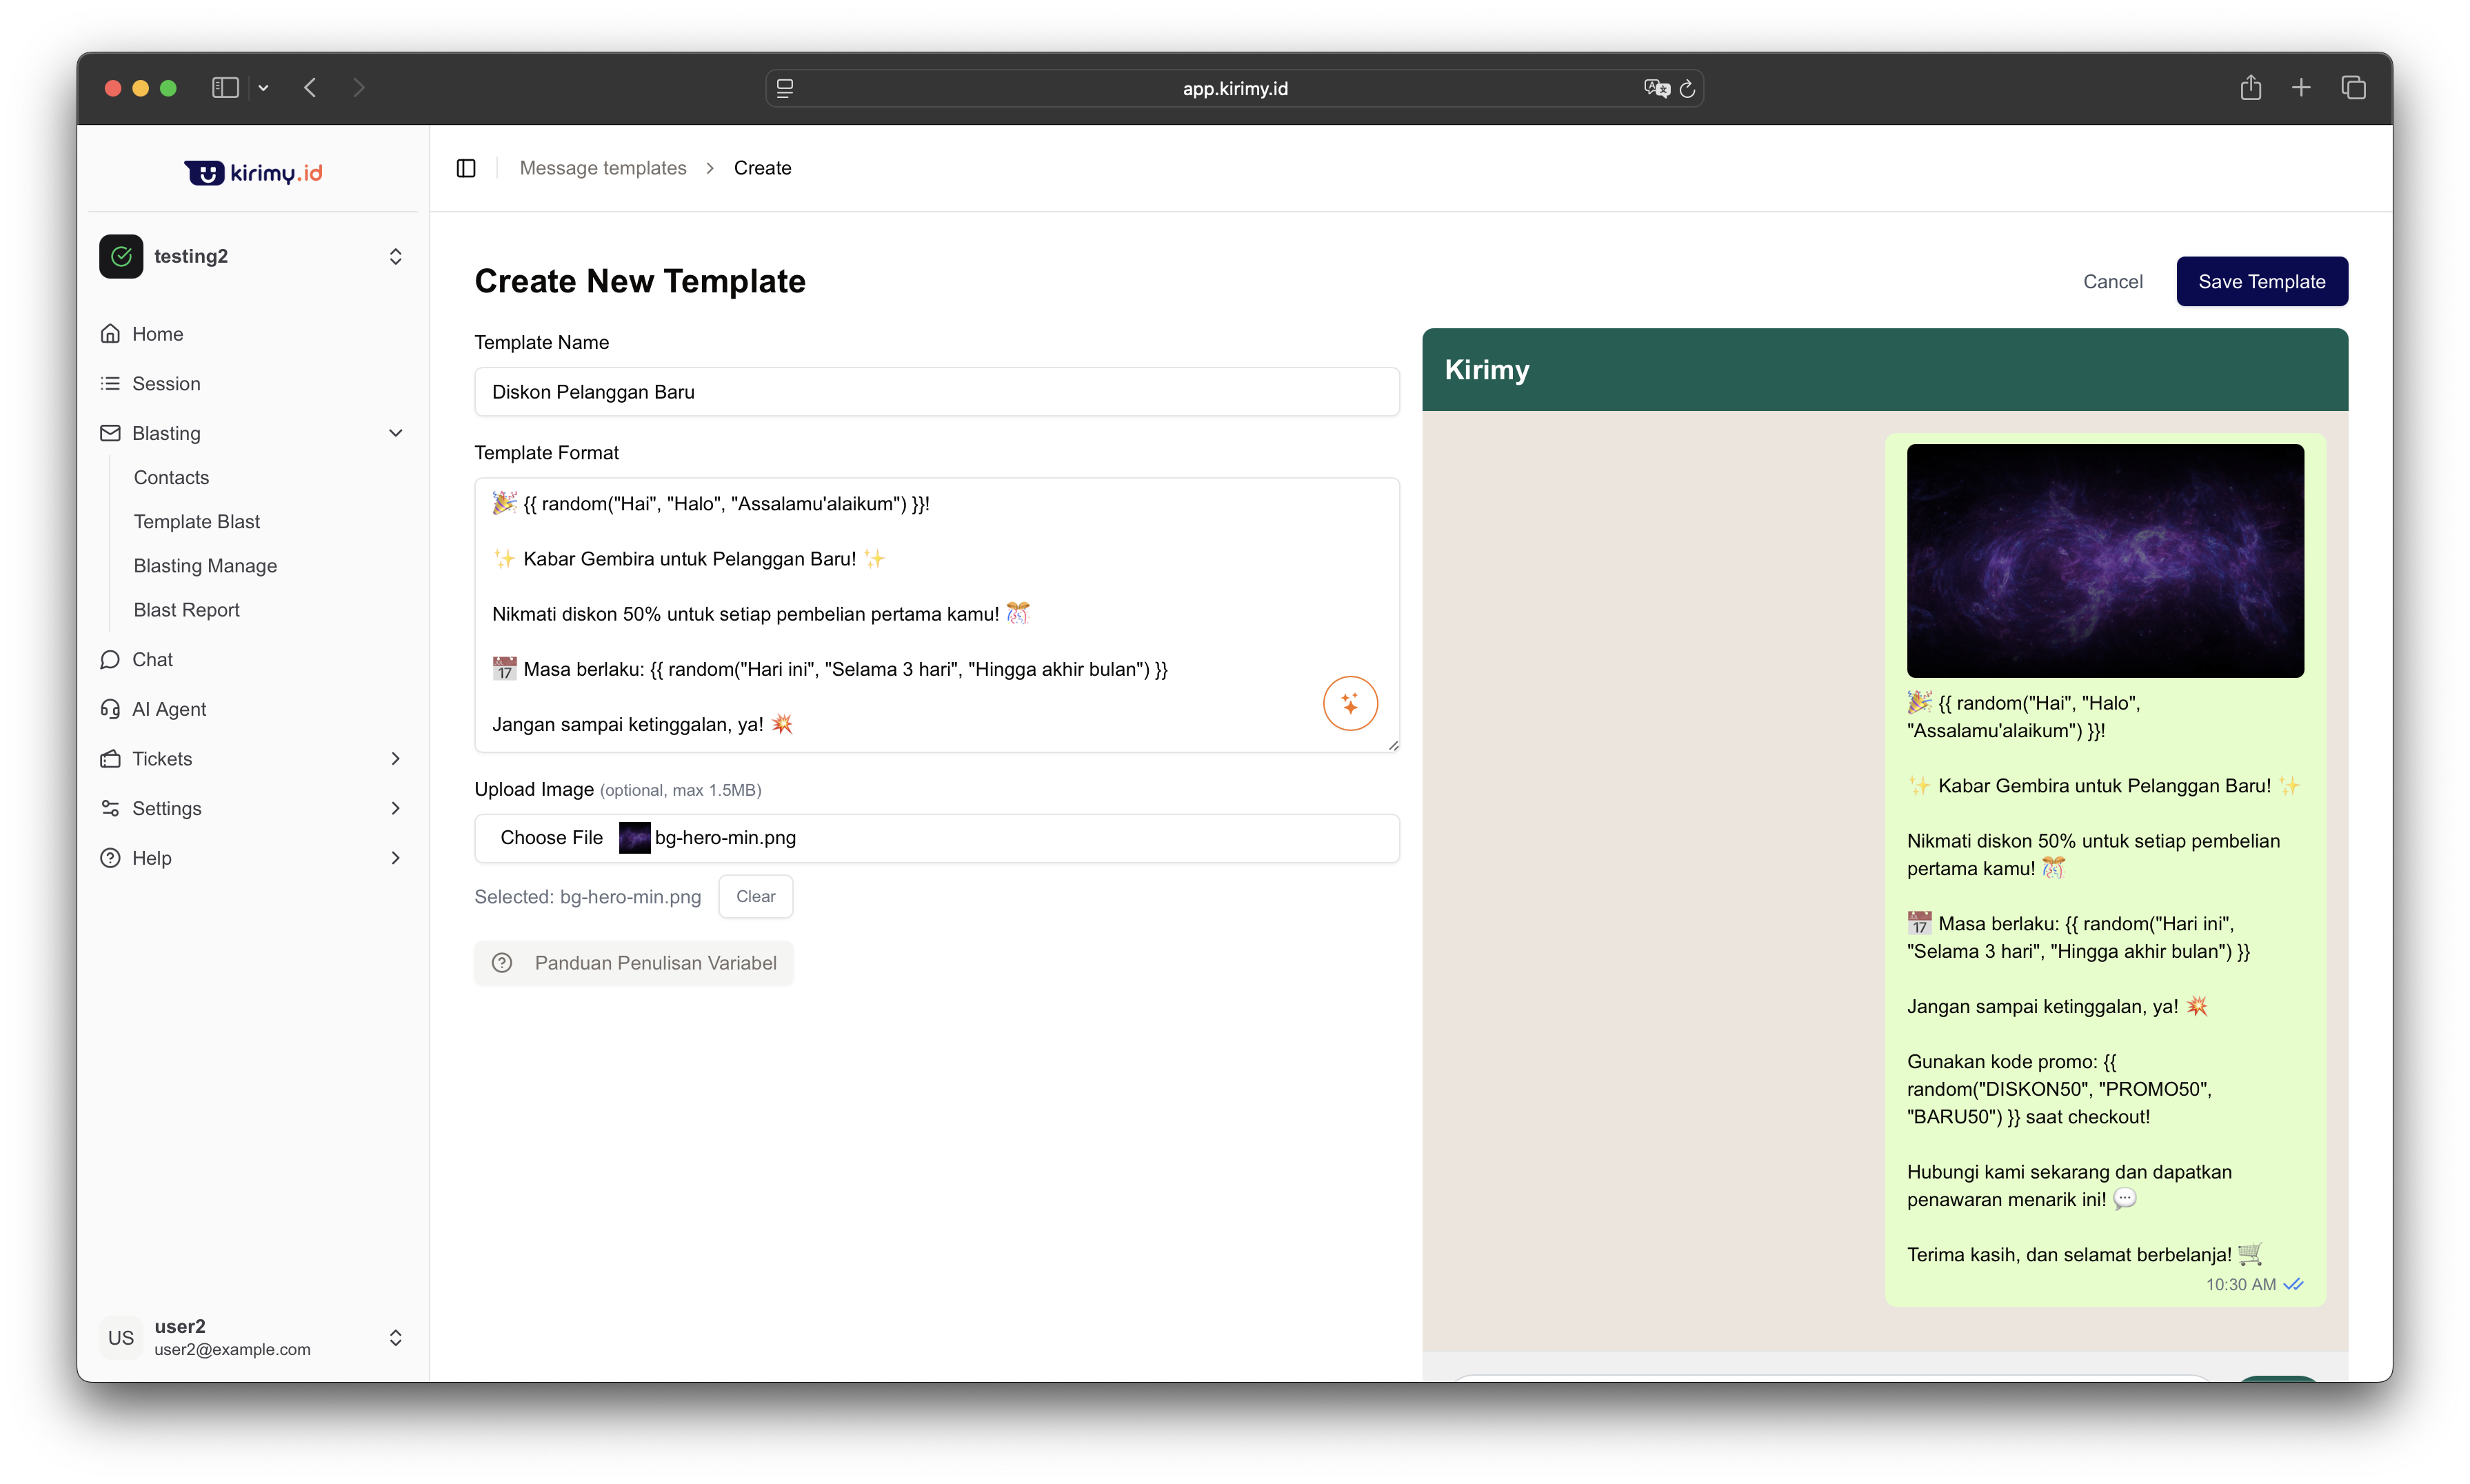 app.kirimy.id
kirimy.id
testing2
Home
Session
Blasting
Contacts
Template Blast
Blasting Manage
Blast Report
Chat
AI Agent
Tickets
Settings
Help
US
user2
user2@example.com
Message templates > Create
Create New Template
Cancel
Save Template
Template Name
Diskon Pelanggan Baru
Template Format
🎉 {{ random("Hai", "Halo", "Assalamu'alaikum") }}!
✨ Kabar Gembira untuk Pelanggan Baru! ✨
Nikmati diskon 50% untuk setiap pembelian pertama kamu! 🎊
📅 Masa berlaku: {{ random("Hari ini", "Selama 3 hari", "Hingga akhir bulan") }}
Jangan sampai ketinggalan, ya! 💥
Upload Image (optional, max 1.5MB)
Choose File bg-hero-min.png
Selected: bg-hero-min.png
Clear
Panduan Penulisan Variabel
Kirimy
🎉 {{ random("Hai", "Halo",
"Assalamu'alaikum") }}!
✨ Kabar Gembira untuk Pelanggan Baru! ✨
Nikmati diskon 50% untuk setiap pembelian
pertama kamu! 🎊
📅 Masa berlaku: {{ random("Hari ini",
"Selama 3 hari", "Hingga akhir bulan") }}
Jangan sampai ketinggalan, ya! 💥
Gunakan kode promo: {{
random("DISKON50", "PROMO50",
"BARU50") }} saat checkout!
Hubungi kami sekarang dan dapatkan
penawaran menarik ini! 💬
Terima kasih, dan selamat berbelanja! 🛒
10:30 AM